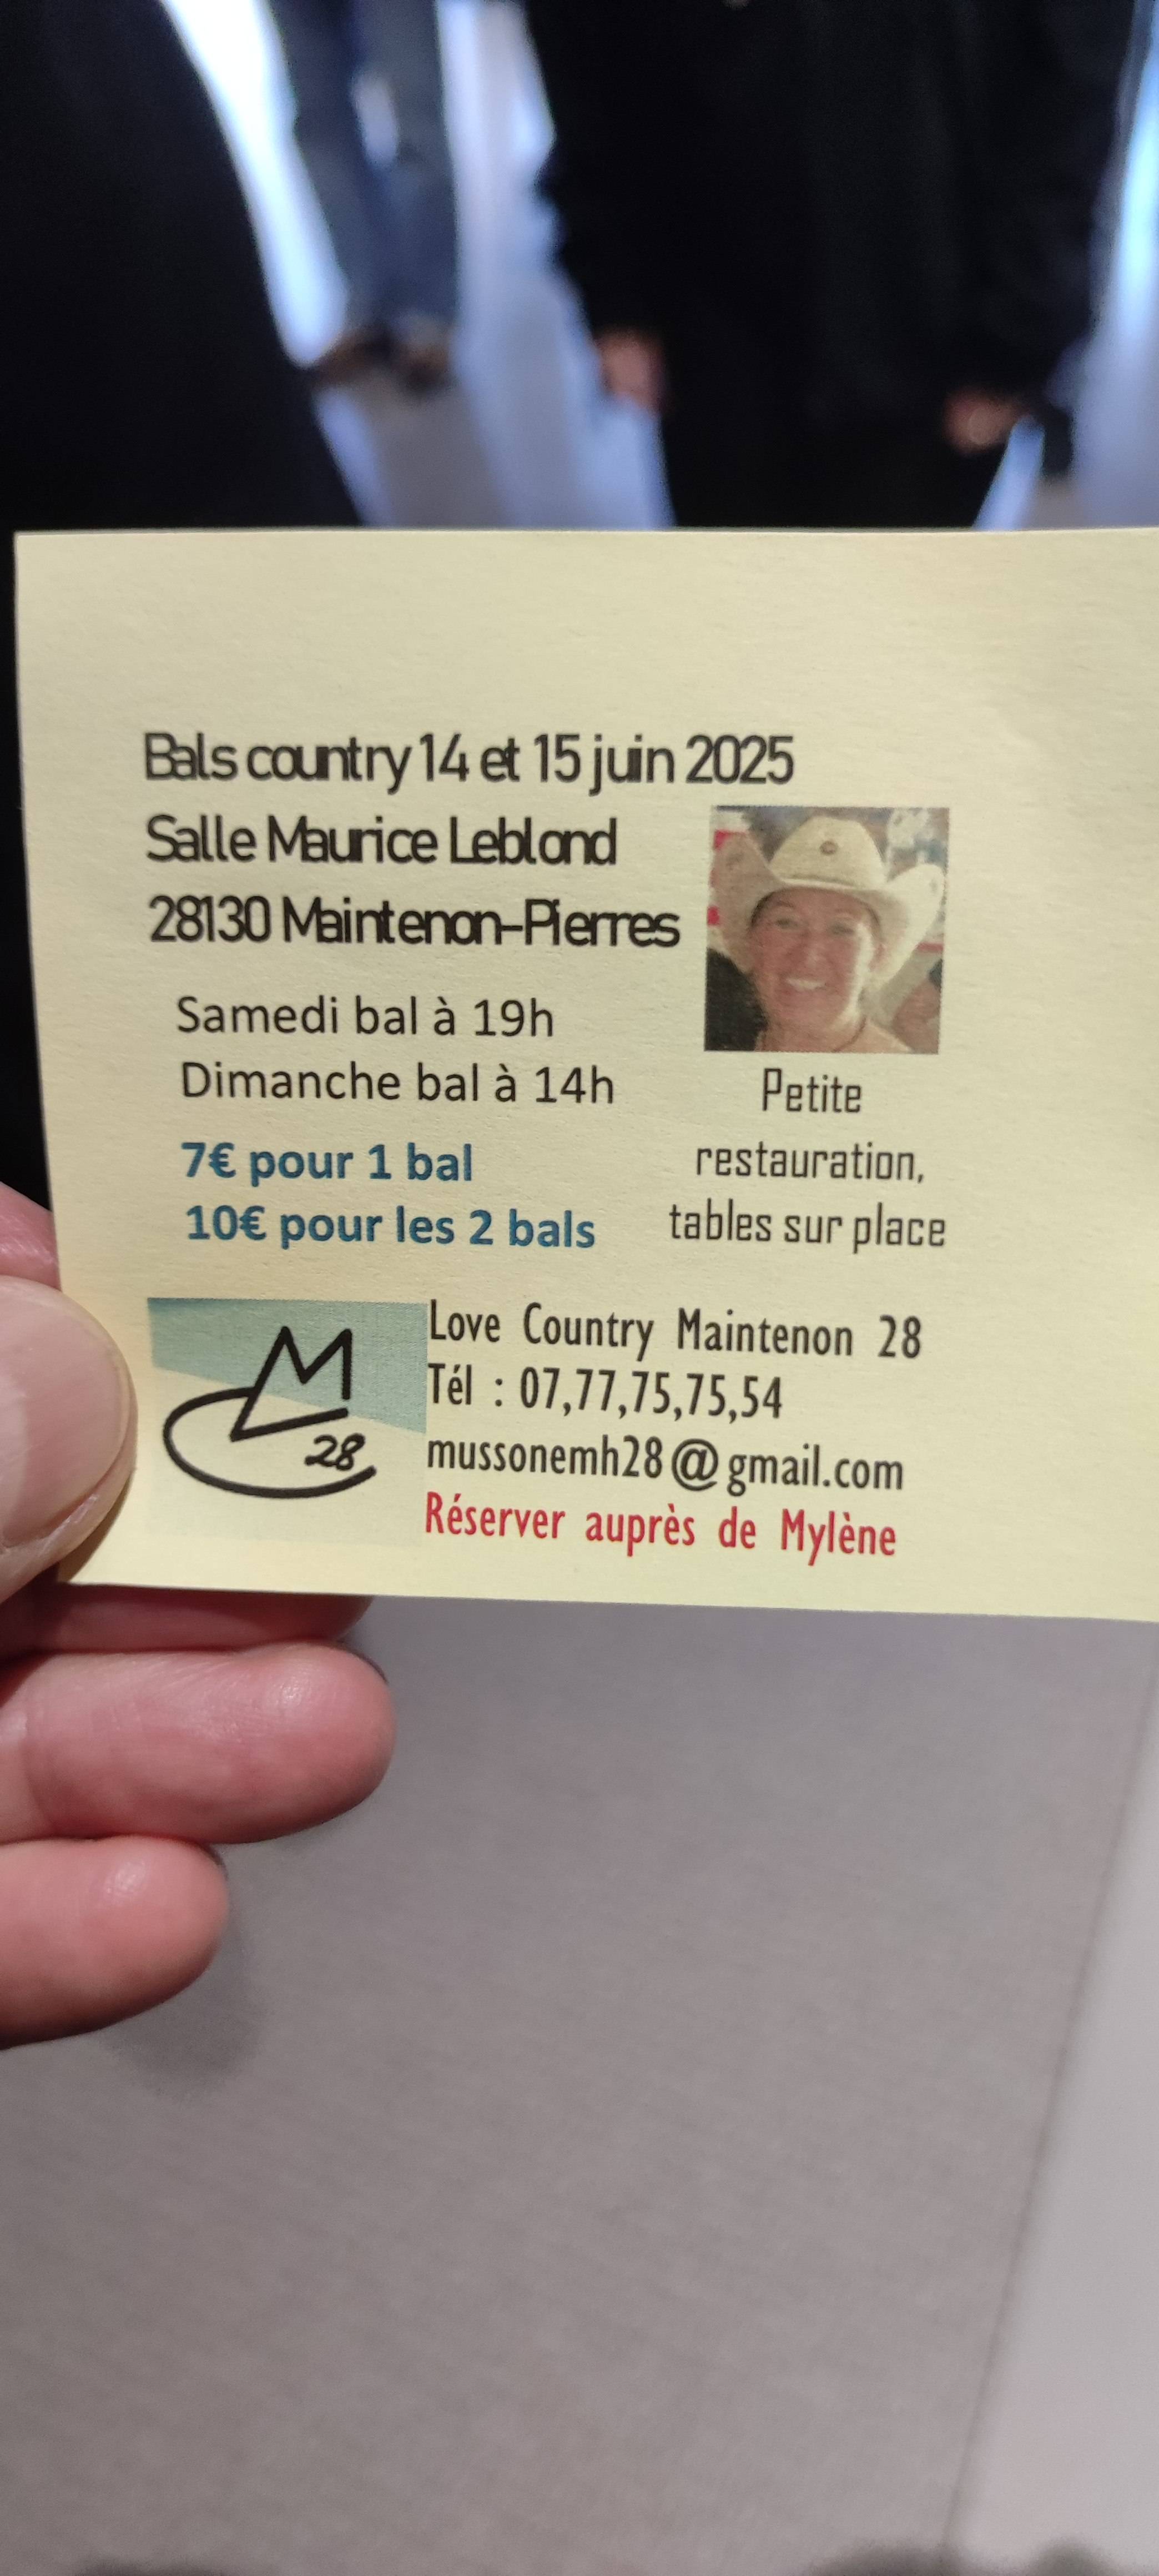 Bals country 14 et 15 juin 2025
Salle Maurice Leblond
28130 Maintenon-Pierres
Samedi bal à 19h
Dimanche bal à 14h
7€ pour 1 bal
10€ pour les 2 bals
Petite
restauration,
tables sur place
M
28
Love Country Maintenon 28
Tél : 07,77,75,75,54
mussonemh28@gmail.com
Réserver auprès de Mylène